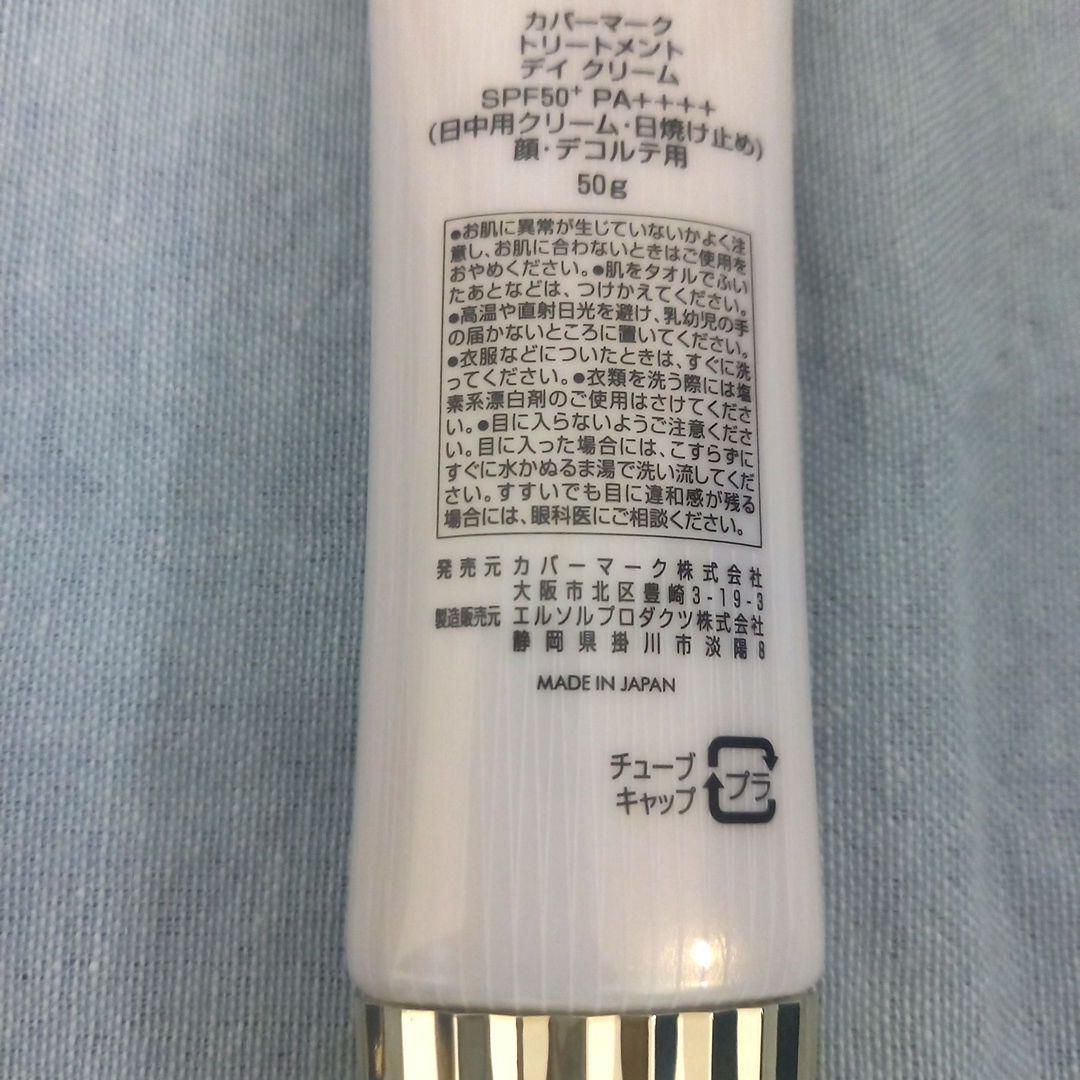 カバーマーク
トリートメント
デイ クリーム
SPF50⁺ PA++++
(日中用クリーム・日焼け止め)
顔・デコルテ用
50g
●お肌に異常が生じていないかよく注
意し、お肌に合わないときはご使用を
おやめください。●肌をタオルでふい
たあとなどは、つけかえてください。
●高温や直射日光を避け、乳幼児の手
の届かないところに置いてください。
●衣服などについたときは、すぐに洗
ってください。●衣類を洗う際には塩
素系漂白剤のご使用はさけてくださ
い。●目に入らないようご注意くださ
い。目に入った場合には、こすらずに
すぐに水かぬるま湯で洗い流してくだ
さい。すすいでも目に違和感が残る
場合には、眼科医にご相談ください。
発売元 カバーマーク株式会社
大阪市北区豊崎3-19-3
製造販売元 エルソルプロダクツ株式会社
静岡県掛川市淡陽8
MADE IN JAPAN
チューブ
キャップ
プラ